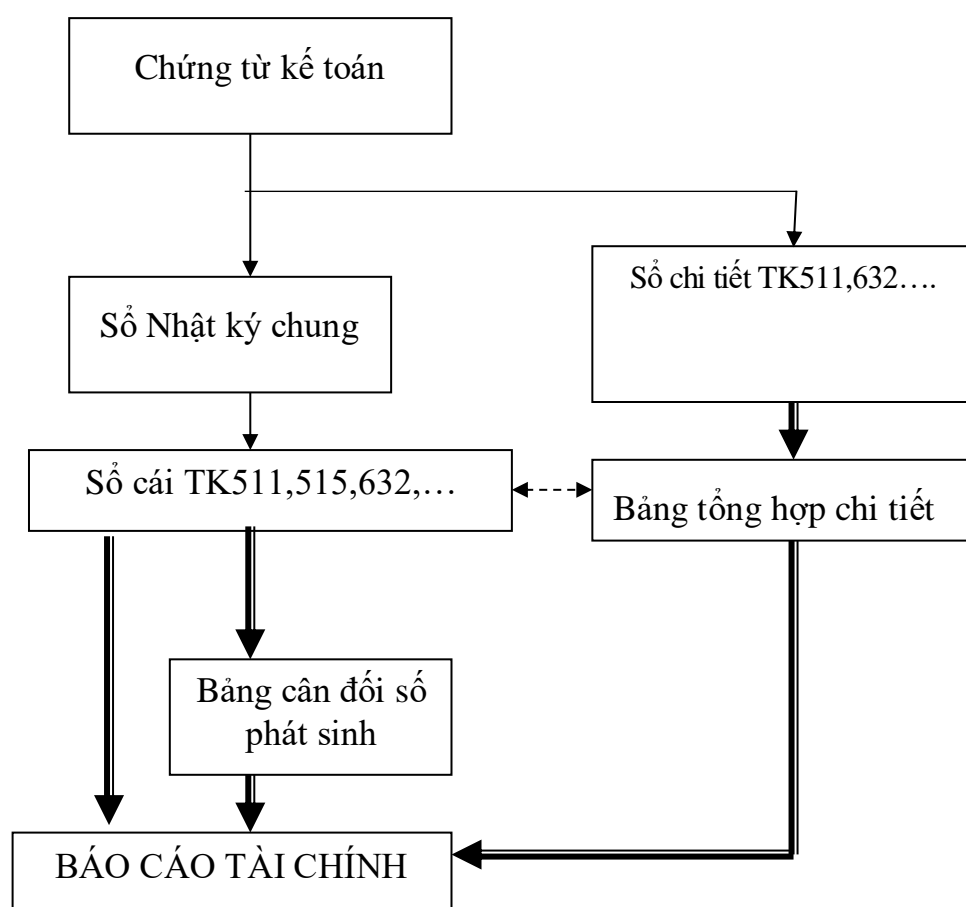 Chứng từ kế toán
Sổ chi tiết TK511,632….
Sổ Nhật ký chung
Sổ cái TK511,515,632,…
Bảng tổng hợp chi tiết
Bảng cân đối số
phát sinh
BÁO CÁO TÀI CHÍNH